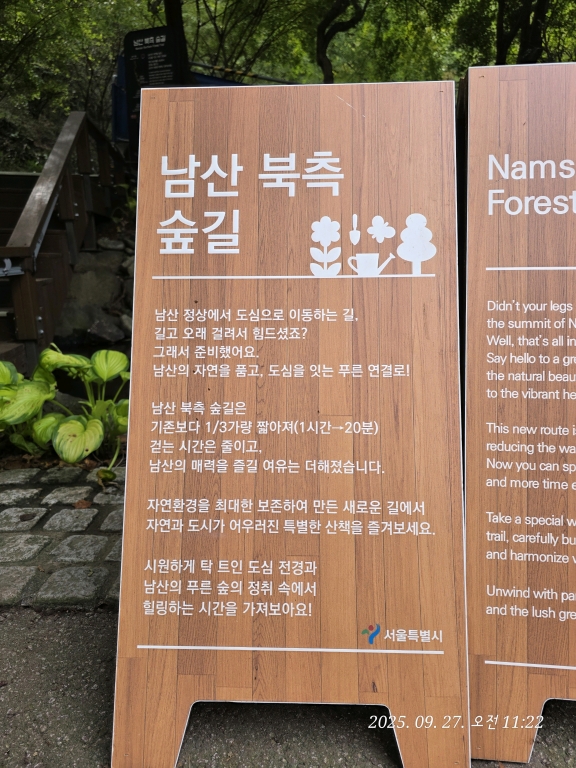 남산 북측 숲길
남산 북측
숲길
남산 정상에서 도심으로 이동하는 길,
길고 오래 걸려서 힘드셨죠?
그래서 준비했어요.
남산의 자연을 품고, 도심을 잇는 푸른 연결로!
남산 북측 숲길은
기존보다 1/3가량 짧아져(1시간→20분)
걷는 시간은 줄이고,
남산의 매력을 즐길 여유는 더해졌습니다.
자연환경을 최대한 보존하여 만든 새로운 길에서
자연과 도시가 어우러진 특별한 산책을 즐겨보세요.
시원하게 탁 트인 도심 전경과
남산의 푸른 숲의 정취 속에서
힐링하는 시간을 가져보아요!
서울특별시
Nams
Forest
Didn't your legs
the summit of N
Well, that's all in
Say hello to a gr
the natural beau
to the vibrant he
This new route is
reducing the wa
Now you can sp
and more time e
Take a special w
trail, carefully bu
and harmonize w
Unwind with pan
and the lush gre
2025. 09. 27. 오전 11:22